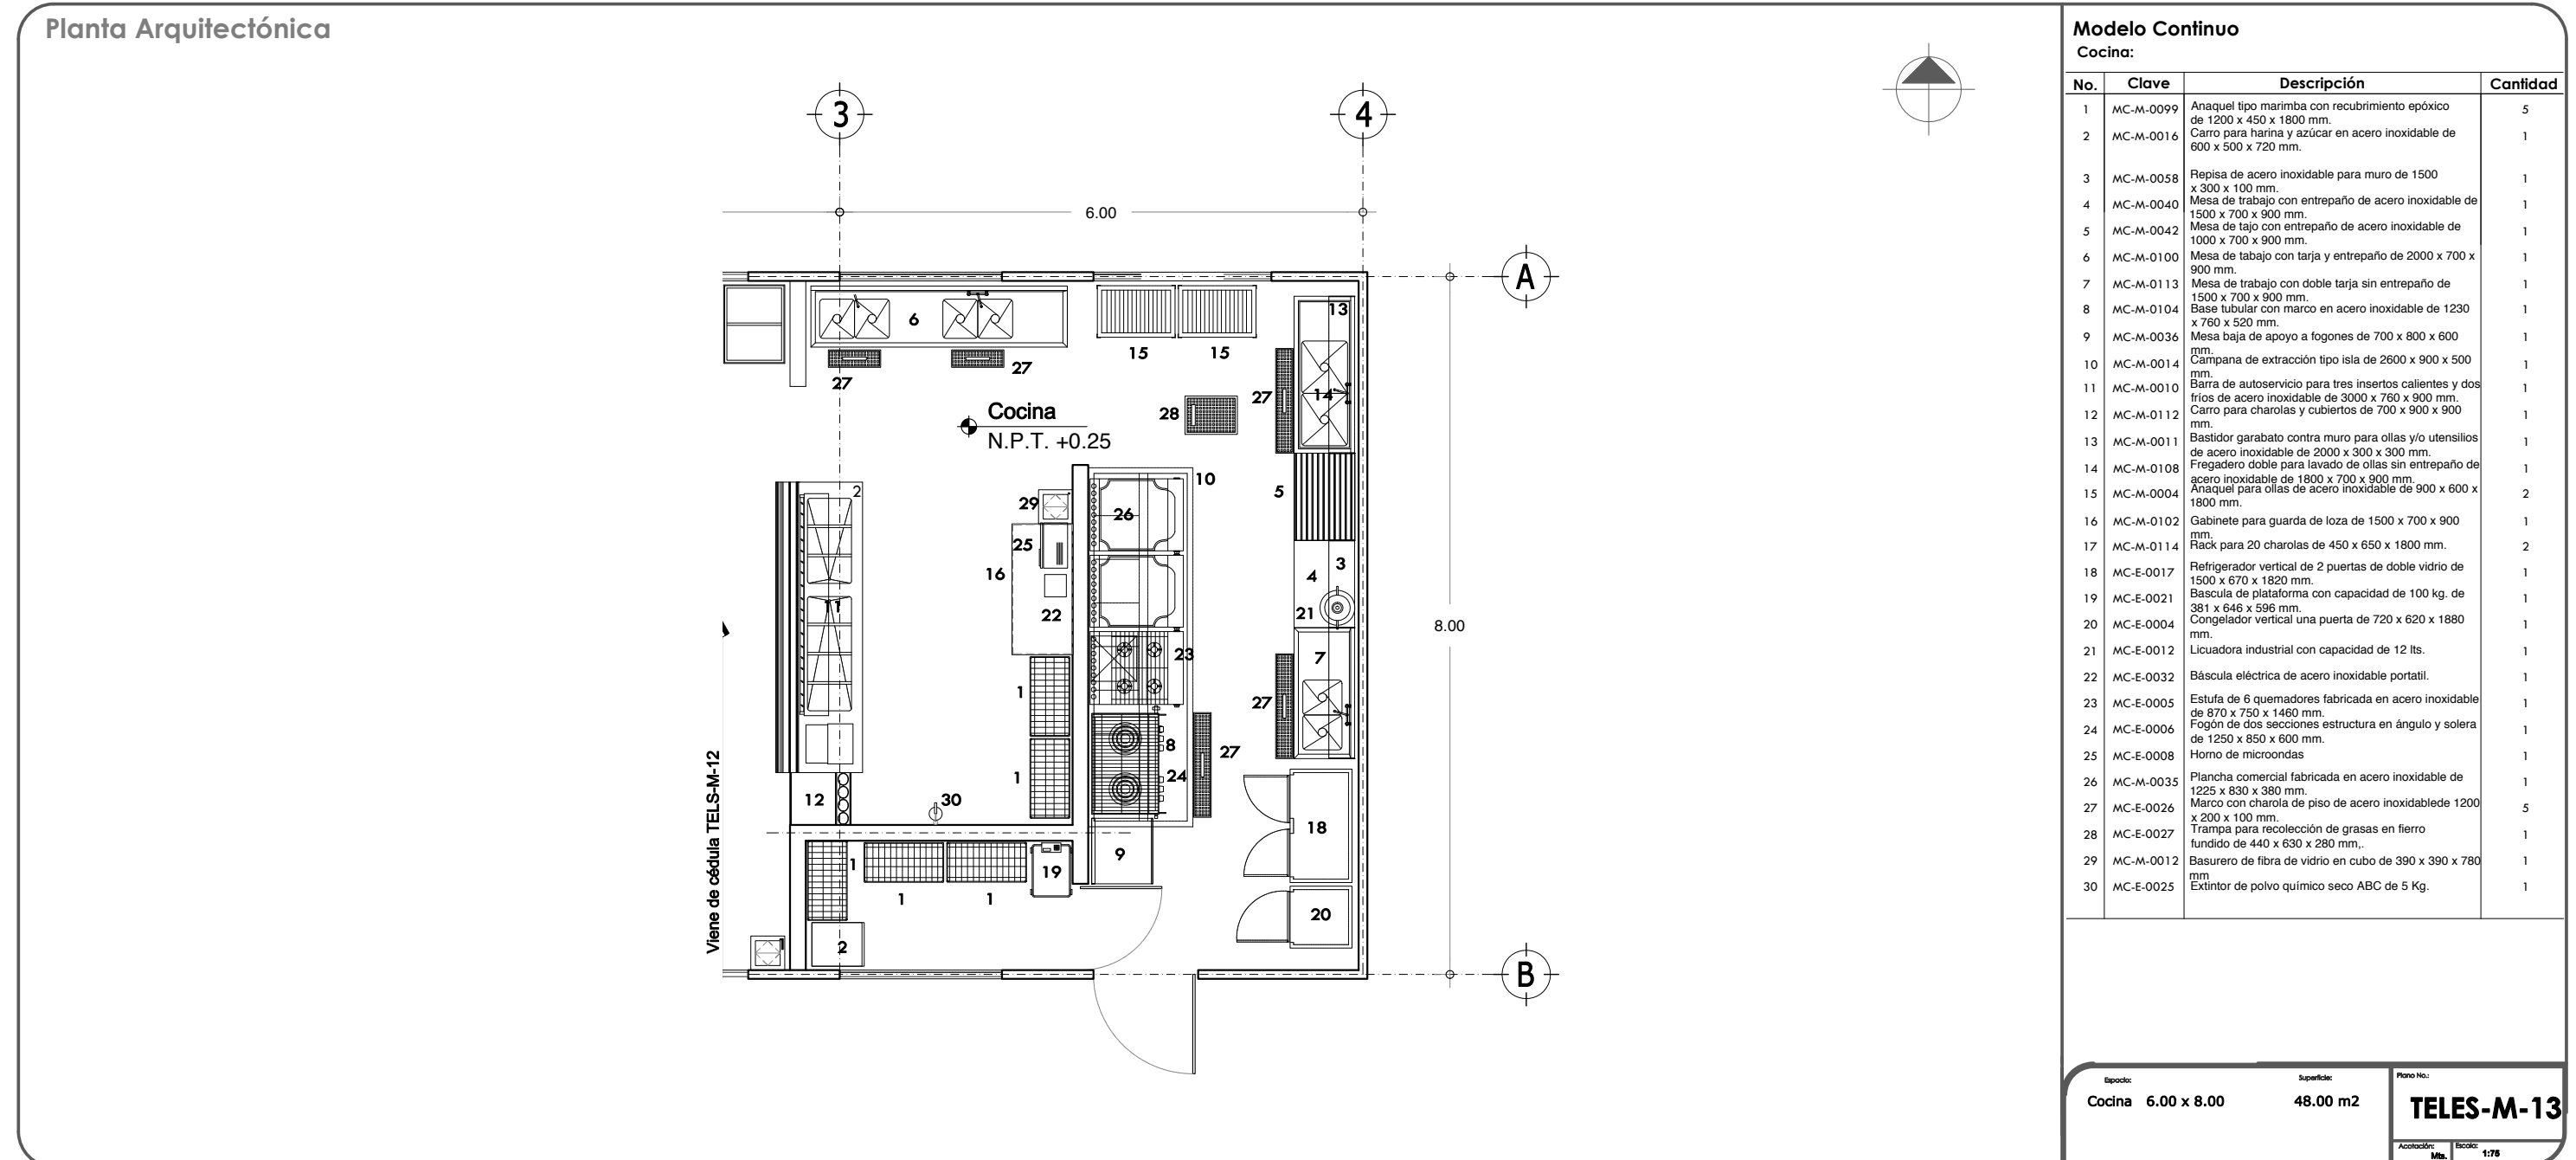 Planta Arquitectónica
3
4
6.00
A
13
6
15
15
27
27
27
14
28
Cocina
N.P.T. +0.25
2
10
29
5
26
25
3
16
4
11
22
21
8.00
23
7
1
27
8
27
24
1
12
30
18
Viene de cédula TELS-M-12
1
9
19
1
1
20
2
1
B
Modelo Continuo
Cocina:
No. Clave Descripción Cantidad
1 MC-M-0099 Anaquel tipo marimba con recubrimiento epóxico 5
de 1200 x 450 x 1800 mm.
2 MC-M-0016 Carro para harina y azúcar en acero inoxidable de 1
600 x 500 x 720 mm.
3 MC-M-0058 Repisa de acero inoxidable para muro de 1500 1
x 300 x 100 mm.
4 MC-M-0040 Mesa de trabajo con entrepaño de acero inoxidable de 1
1500 x 700 x 900 mm.
5 MC-M-0042 Mesa de tajo con entrepaño de acero inoxidable de 1
1000 x 700 x 900 mm.
6 MC-M-0100 Mesa de tabajo con tarja y entrepaño de 2000 x 700 x 1
900 mm.
7 MC-M-0113 Mesa de trabajo con doble tarja sin entrepaño de 1
1500 x 700 x 900 mm.
8 MC-M-0104 Base tubular con marco en acero inoxidable de 1230 1
x 760 x 520 mm.
9 MC-M-0036 Mesa baja de apoyo a fogones de 700 x 800 x 600 1
mm.
10 MC-M-0014 Campana de extracción tipo isla de 2600 x 900 x 500 1
mm.
11 MC-M-0010 Barra de autoservicio para tres insertos calientes y dos 1
fríos de acero inoxidable de 3000 x 760 x 900 mm.
12 MC-M-0112 Carro para charolas y cubiertos de 700 x 900 x 900 1
mm.
13 MC-M-0011 Bastidor garabato contra muro para ollas y/o utensilios 1
de acero inoxidable de 2000 x 300 x 300 mm.
14 MC-M-0108 Fregadero doble para lavado de ollas sin entrepaño de 1
acero inoxidable de 1800 x 700 x 900 mm.
15 MC-M-0004 Anaquel para ollas de acero inoxidable de 900 x 600 x 2
1800 mm.
16 MC-M-0102 Gabinete para guarda de loza de 1500 x 700 x 900 1
mm.
17 MC-M-0114 Rack para 20 charolas de 450 x 650 x 1800 mm. 2
18 MC-E-0017 Refrigerador vertical de 2 puertas de doble vidrio de 1
1500 x 670 x 1820 mm.
19 MC-E-0021 Bascula de plataforma con capacidad de 100 kg. de 1
381 x 646 x 596 mm.
20 MC-E-0004 Congelador vertical una puerta de 720 x 620 x 1880 1
mm.
21 MC-E-0012 Licuadora industrial con capacidad de 12 lts. 1
22 MC-E-0032 Báscula eléctrica de acero inoxidable portatil. 1
23 MC-E-0005 Estufa de 6 quemadores fabricada en acero inoxidable 1
de 870 x 750 x 1460 mm.
24 MC-E-0006 Fogón de dos secciones estructura en ángulo y solera 1
de 1250 x 850 x 600 mm.
25 MC-E-0008 Horno de microondas 1
26 MC-M-0035 Plancha comercial fabricada en acero inoxidable de 1
1225 x 830 x 380 mm.
27 MC-E-0026 Marco con charola de piso de acero inoxidablede 1200 5
x 200 x 100 mm.
28 MC-E-0027 Trampa para recolección de grasas en fierro 1
fundido de 440 x 630 x 280 mm,.
29 MC-M-0012 Basurero de fibra de vidrio en cubo de 390 x 390 x 780 1
mm
30 MC-E-0025 Extintor de polvo químico seco ABC de 5 Kg. 1
Espacio: Superficie: Plano No.:
Cocina 6.00 x 8.00 48.00 m2 TELES-M-13
Acotación: Escala:
Mts. 1:75